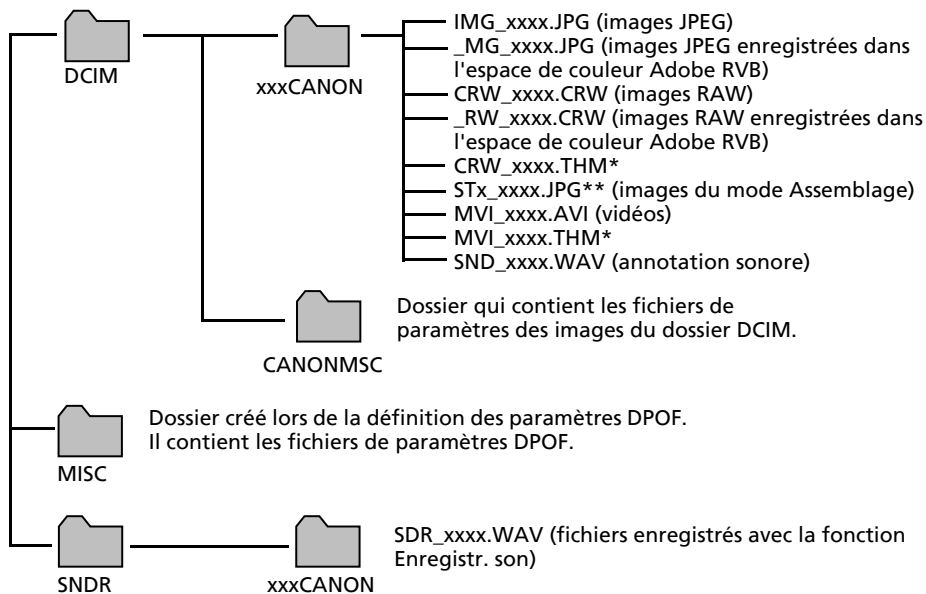 DCIM
xxxCANON
IMG_xxxx.JPG (images JPEG)
_MG_xxxx.JPG (images JPEG enregistrées dans
l'espace de couleur Adobe RVB)
CRW_xxxx.CRW (images RAW)
_RW_xxxx.CRW (images RAW enregistrées dans
l'espace de couleur Adobe RVB)
CRW_xxxx.THM*
STx_xxxx.JPG** (images du mode Assemblage)
MVI_xxxx.AVI (vidéos)
MVI_xxxx.THM*
SND_xxxx.WAV (annotation sonore)
Dossier qui contient les fichiers de
paramètres des images du dossier DCIM.
CANONMSC
Dossier créé lors de la définition des paramètres DPOF.
Il contient les fichiers de paramètres DPOF.
MISC
SDR_xxxx.WAV (fichiers enregistrés avec la fonction
Enregistr. son)
SNDR
xxxCANON